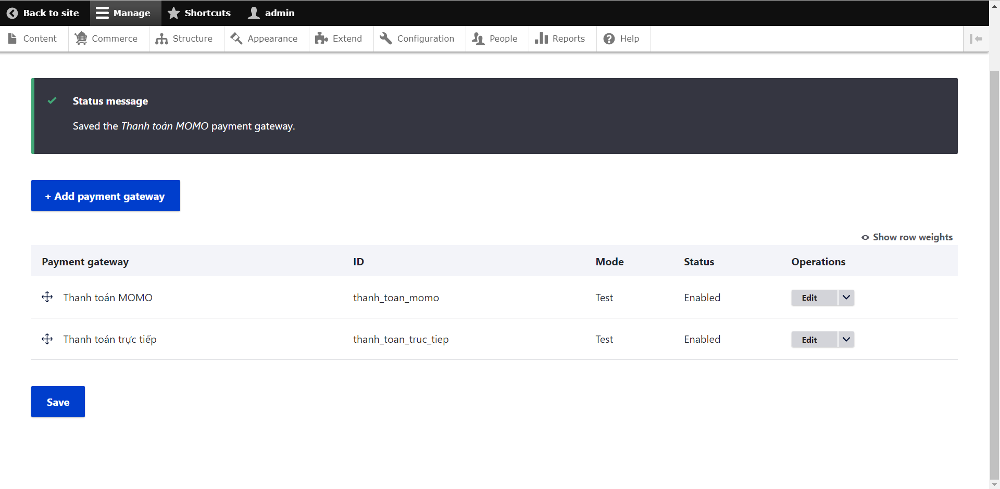 Back to site Manage Shortcuts admin
Content Commerce Structure Appearance Extend Configuration People Reports Help
Status message
Saved the Thanh toán MOMO payment gateway.
+ Add payment gateway
Show row weights
Payment gateway ID Mode Status Operations
Thanh toán MOMO thanh_toan_momo Test Enabled Edit
Thanh toán trực tiếp thanh_toan_truc_tiep Test Enabled Edit
Save